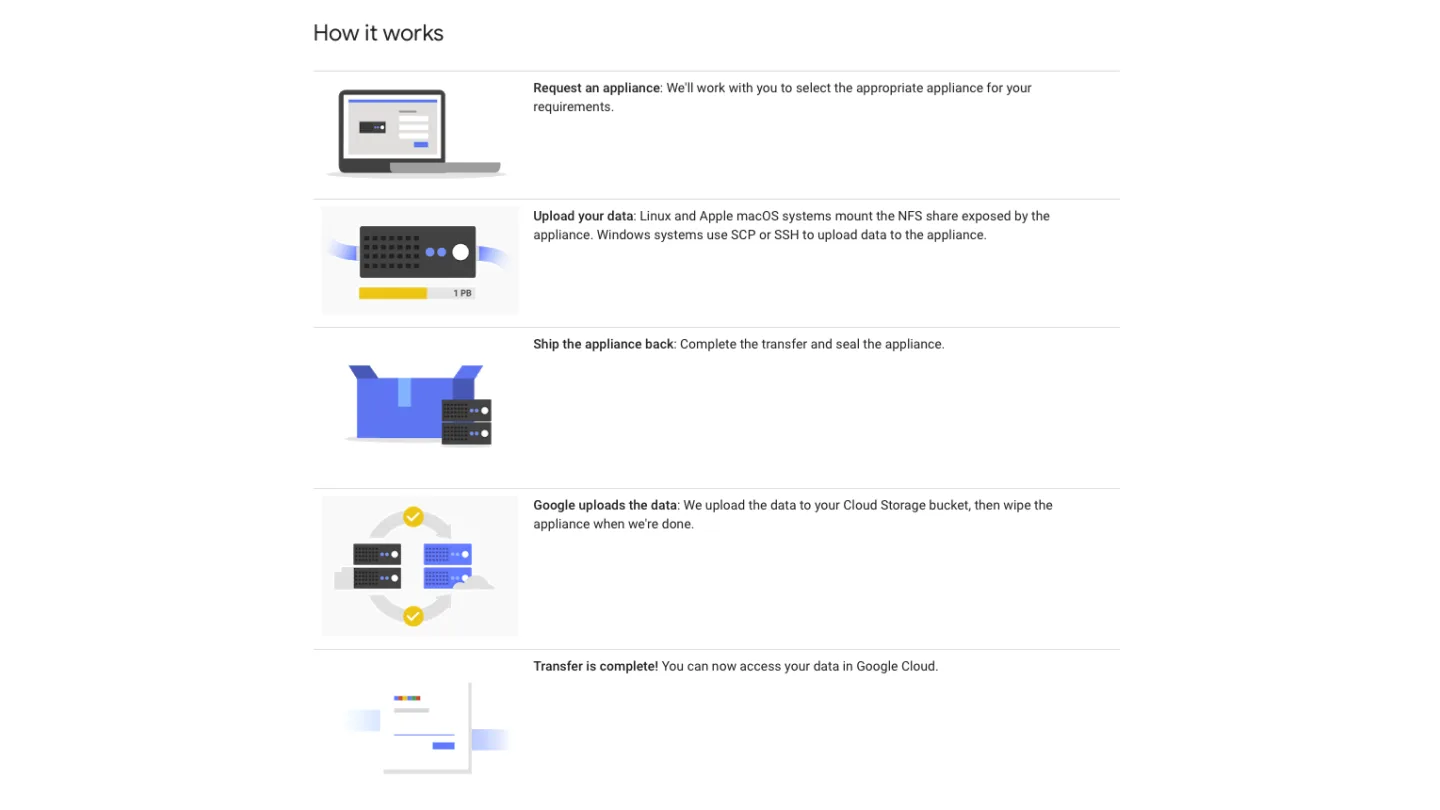 How it works
Request an appliance: We'll work with you to select the appropriate appliance for your
requirements.
Upload your data: Linux and Apple macOS systems mount the NFS share exposed by the
appliance. Windows systems use SCP or SSH to upload data to the appliance.
1 PB
Ship the appliance back: Complete the transfer and seal the appliance.
Google uploads the data: We upload the data to your Cloud Storage bucket, then wipe the
appliance when we're done.
Transfer is complete! You can now access your data in Google Cloud.